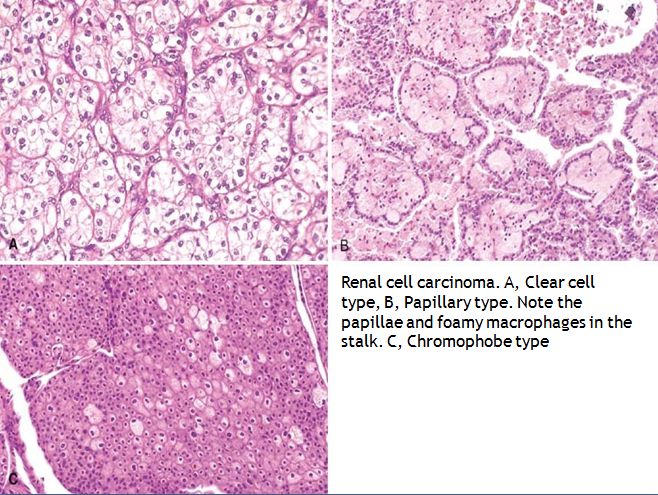 A
B
Renal cell carcinoma. A, Clear cell
type, B, Papillary type. Note the
papillae and foamy macrophages in the
stalk. C, Chromophobe type
C